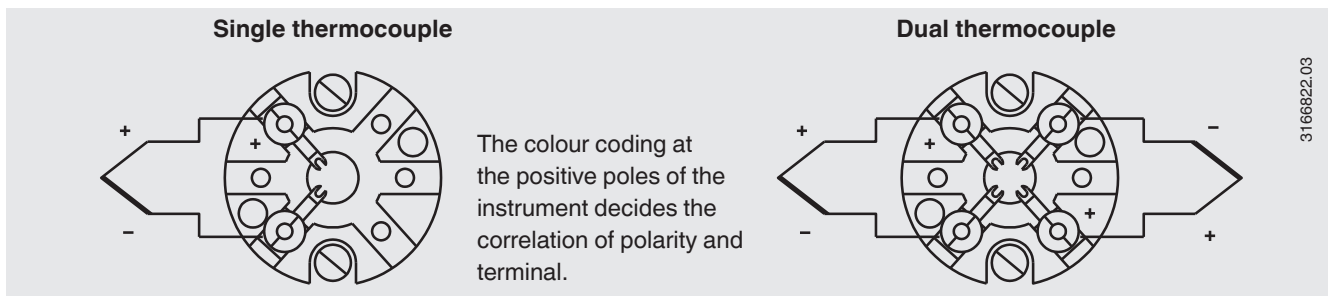 Single thermocouple
+
+
−
The colour coding at
the positive poles of the
instrument decides the
correlation of polarity and
terminal.
Dual thermocouple
+
+
−
−
+
+
3166822.03